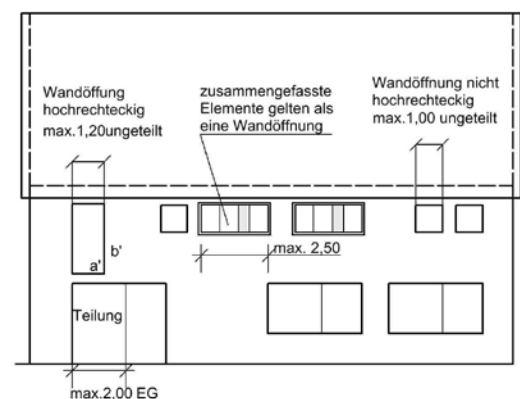 Wandöffung
hochrechteckig
max.1,20ungeteilt
zusammengefasste
Elemente gelten als
eine Wandöffnung
Wandöffnung nicht
hochrechteckig
max.1,00 ungeteilt
b'
a'
max. 2,50
Teilung
max.2,00 EG